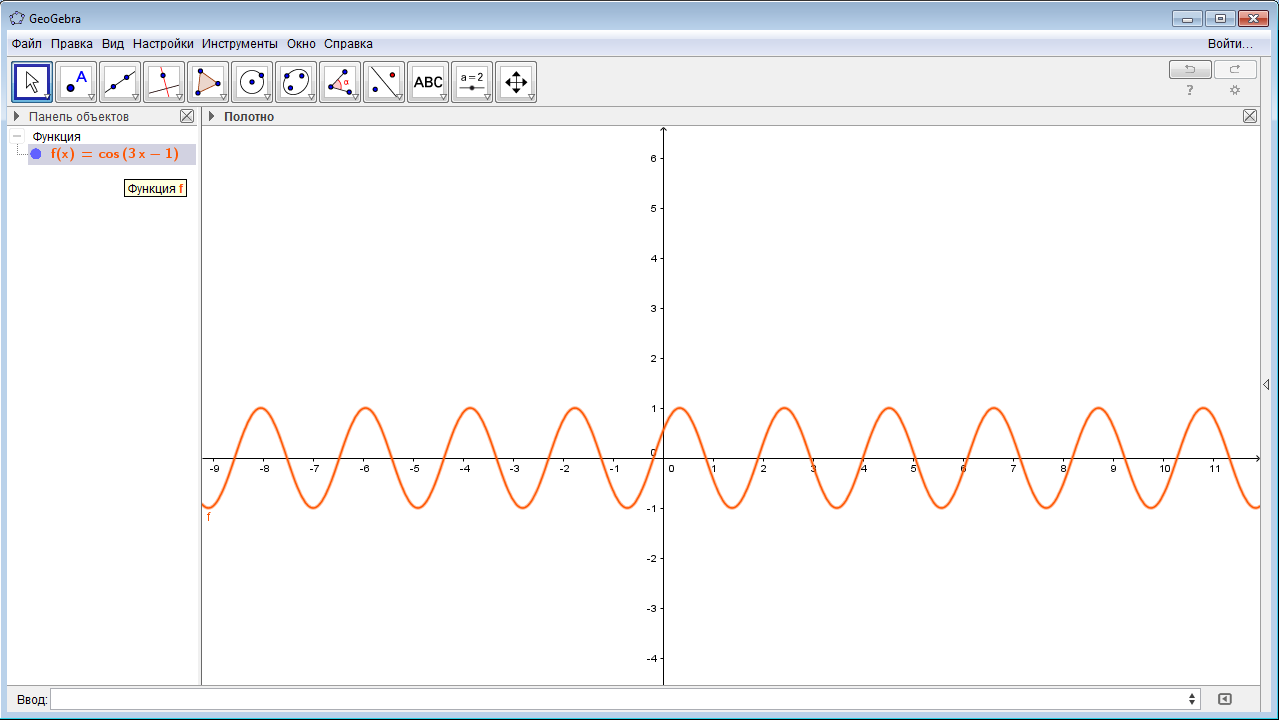 GeoGebra
Файл Правка Вид Настройки Инструменты Окно Справка Войти...
A α ABC a=2 ?
Панель объектов
Полотно
Функция
f(x) = cos (3 x − 1)
Функция f
6
5
4
3
2
1
0
-9 -8 -7 -6 -5 -4 -3 -2 -1 0 1 2 3 4 5 6 7 8 9 10 11
f
-1
-2
-3
-4
Ввод: